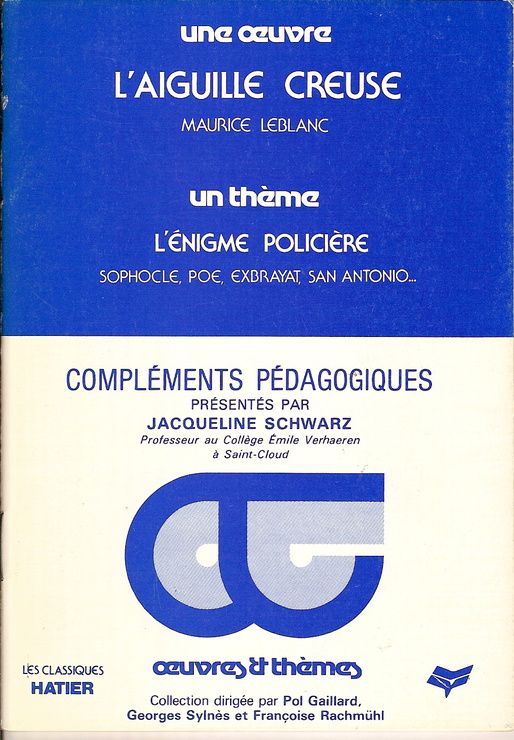 une œuvre
L'AIGUILLE CREUSE
MAURICE LEBLANC
un thème
L'ÉNIGME POLICIÈRE
SOPHOCLE, POE, EXBRAYAT, SAN ANTONIO...
COMPLÉMENTS PÉDAGOGIQUES
PRÉSENTÉS PAR
JACQUELINE SCHWARZ
Professeur au Collège Émile Verhaeren
à Saint-Cloud
œuvres & thèmes
LES CLASSIQUES
HATIER
Collection dirigée par Pol Gaillard,
Georges Sylnès et Françoise Rachmühl